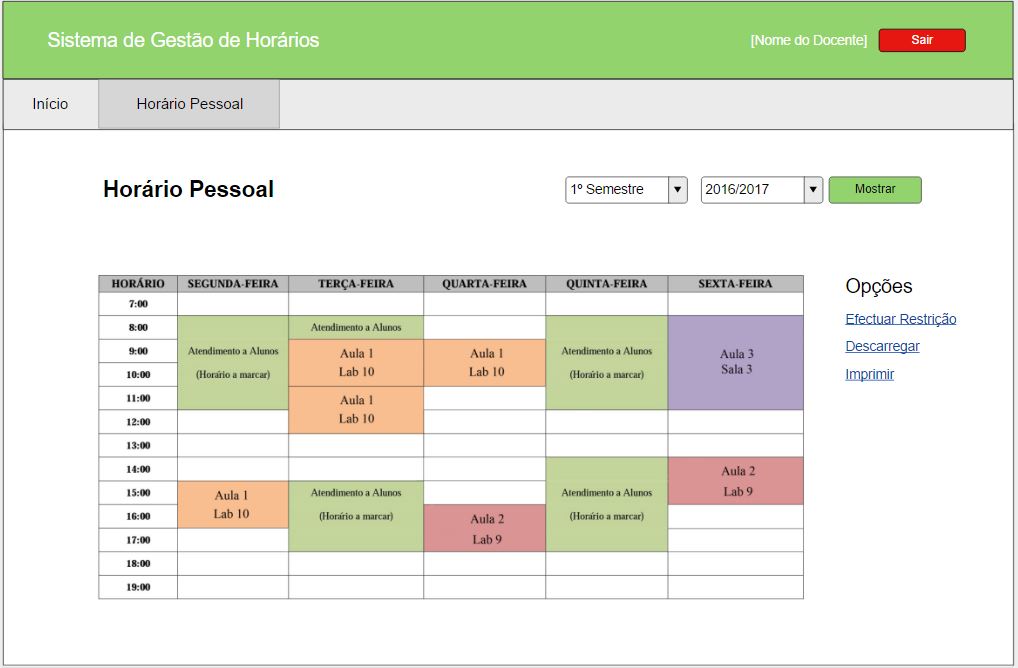 Sistema de Gestão de Horários
[Nome do Docente] Sair
Início Horário Pessoal
Horário Pessoal
1º Semestre 2016/2017 Mostrar
HORÁRIO SEGUNDA-FEIRA TERÇA-FEIRA QUARTA-FEIRA QUINTA-FEIRA SEXTA-FEIRA
7:00
8:00 Atendimento a Alunos
9:00 Atendimento a Alunos Aula 1 Aula 1 Atendimento a Alunos Aula 3
10:00 (Horário a marcar) Lab 10 Lab 10 (Horário a marcar) Sala 3
11:00 Aula 1
12:00 Lab 10
13:00
14:00 Aula 2
15:00 Aula 1 Atendimento a Alunos Atendimento a Alunos Lab 9
16:00 Lab 10 (Horário a marcar) Aula 2 (Horário a marcar)
17:00 Lab 9
18:00
19:00
Opções
Efectuar Restrição
Descarregar
Imprimir